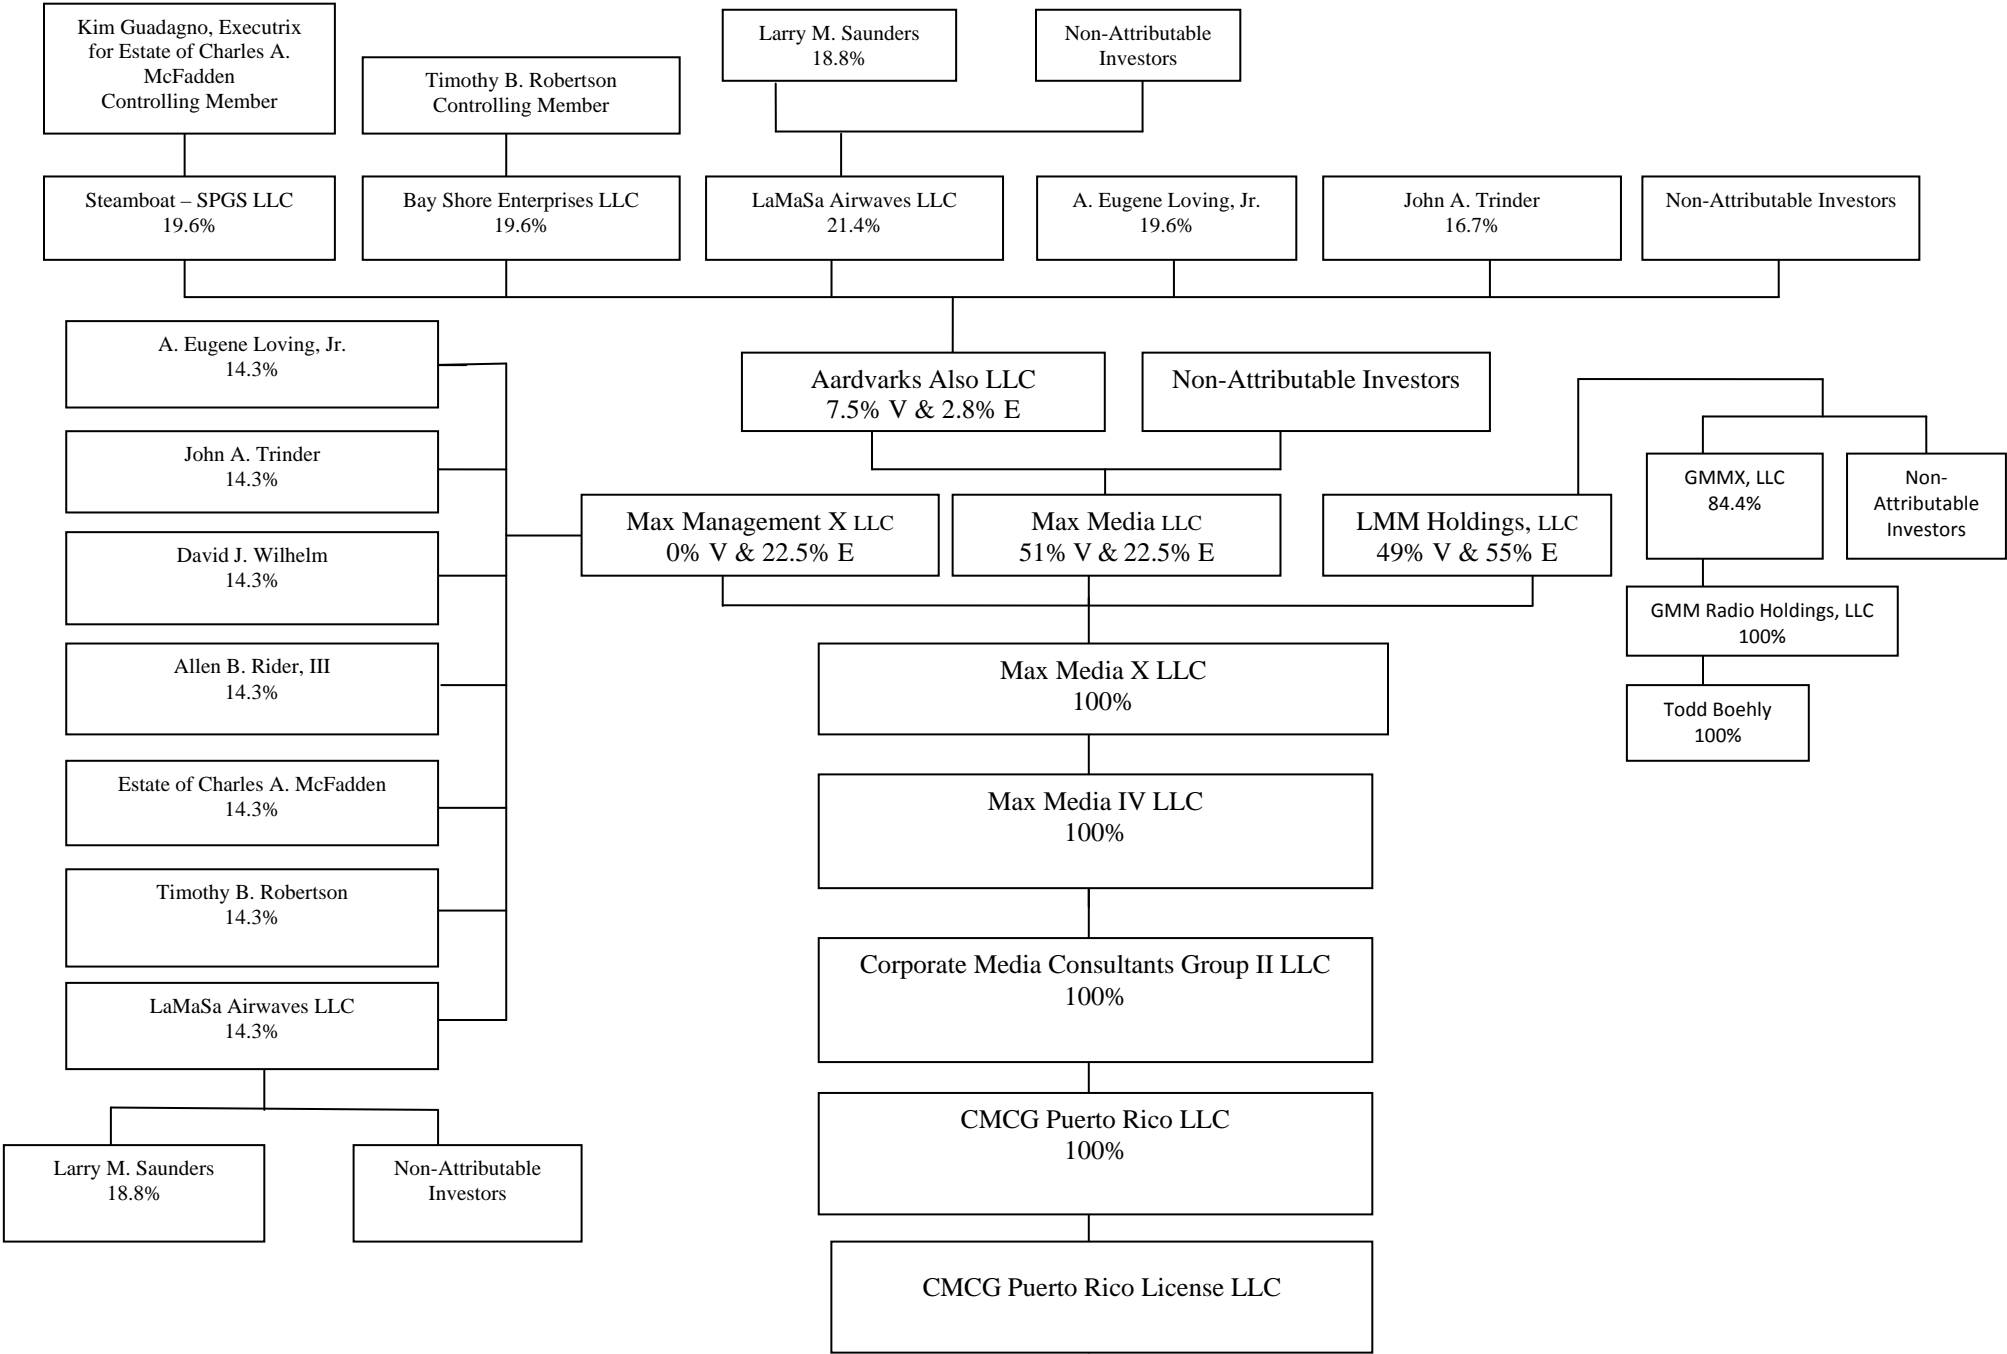 Kim Guadagno, Executrix
for Estate of Charles A.
McFadden
Controlling Member
Timothy B. Robertson
Controlling Member
Larry M. Saunders
18.8%
Non-Attributable
Investors
Steamboat – SPGS LLC
19.6%
Bay Shore Enterprises LLC
19.6%
LaMaSa Airwaves LLC
21.4%
A. Eugene Loving, Jr.
19.6%
John A. Trinder
16.7%
Non-Attributable Investors
A. Eugene Loving, Jr.
14.3%
John A. Trinder
14.3%
David J. Wilhelm
14.3%
Allen B. Rider, III
14.3%
Estate of Charles A. McFadden
14.3%
Timothy B. Robertson
14.3%
LaMaSa Airwaves LLC
14.3%
Larry M. Saunders
18.8%
Non-Attributable
Investors
Aardvarks Also LLC
7.5% V & 2.8% E
Non-Attributable Investors
Max Management X LLC
0% V & 22.5% E
Max Media LLC
51% V & 22.5% E
LMM Holdings, LLC
49% V & 55% E
GMMX, LLC
84.4%
Non-
Attributable
Investors
GMM Radio Holdings, LLC
100%
Todd Boehly
100%
Max Media X LLC
100%
Max Media IV LLC
100%
Corporate Media Consultants Group II LLC
100%
CMCG Puerto Rico LLC
100%
CMCG Puerto Rico License LLC